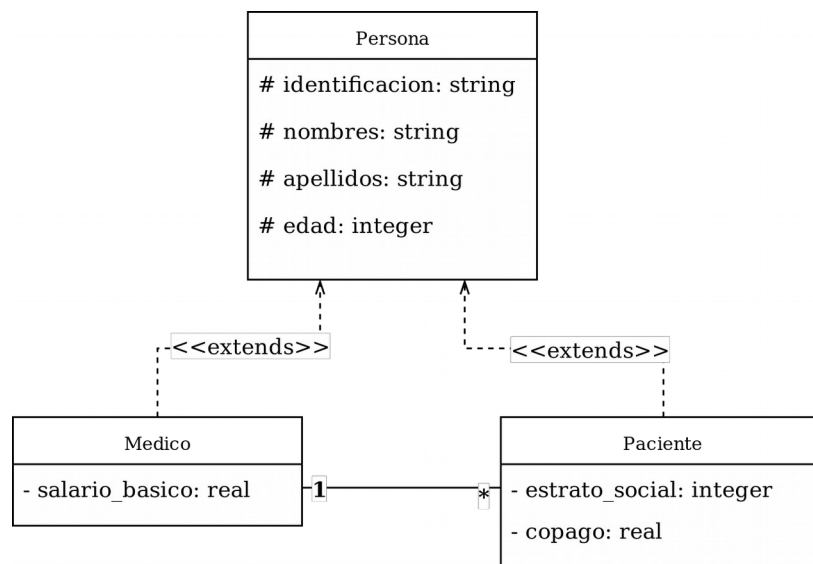 Persona
# identificacion: string
# nombres: string
# apellidos: string
# edad: integer
<<extends>>
<<extends>>
Medico
- salario_basico: real
1
*
Paciente
- estrato_social: integer
- copago: real